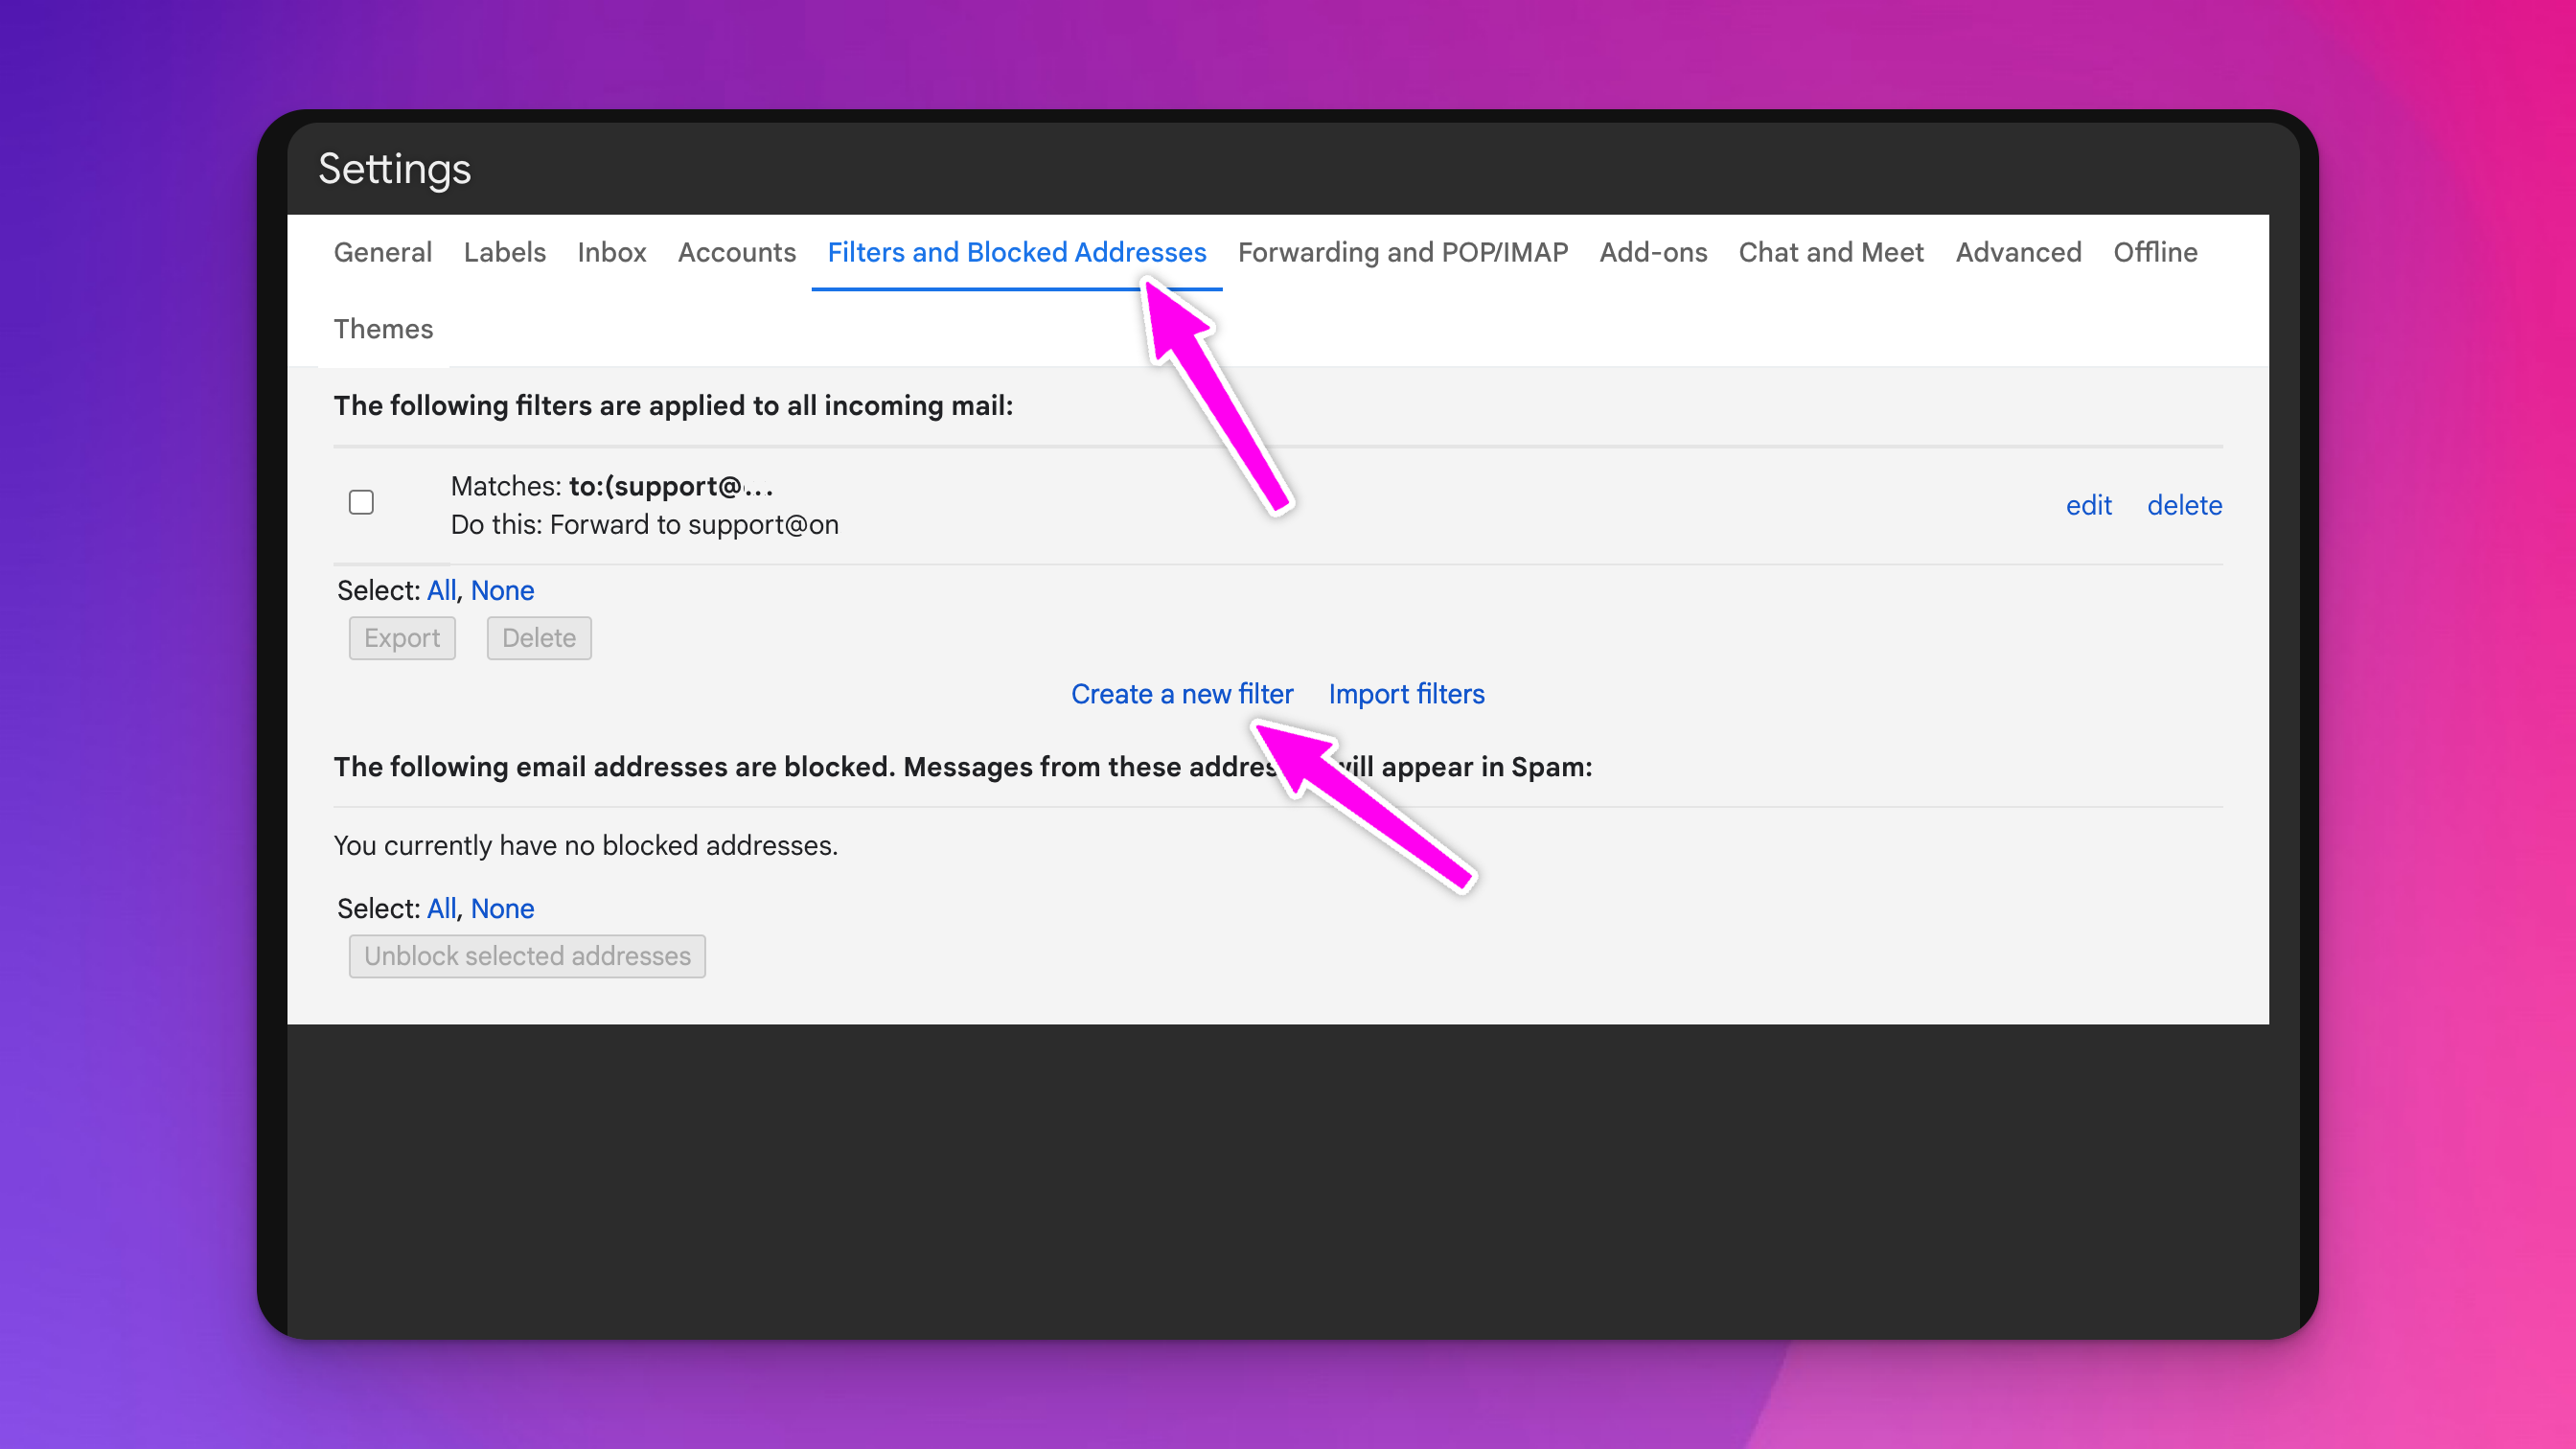 Settings
General Labels Inbox Accounts Filters and Blocked Addresses Forwarding and POP/IMAP Add-ons Chat and Meet Advanced Offline
Themes
The following filters are applied to all incoming mail:
Matches: to:(support@...
Do this: Forward to support@on
edit delete
Select: All, None
Export Delete
Create a new filter Import filters
The following email addresses are blocked. Messages from these addres will appear in Spam:
You currently have no blocked addresses.
Select: All, None
Unblock selected addresses